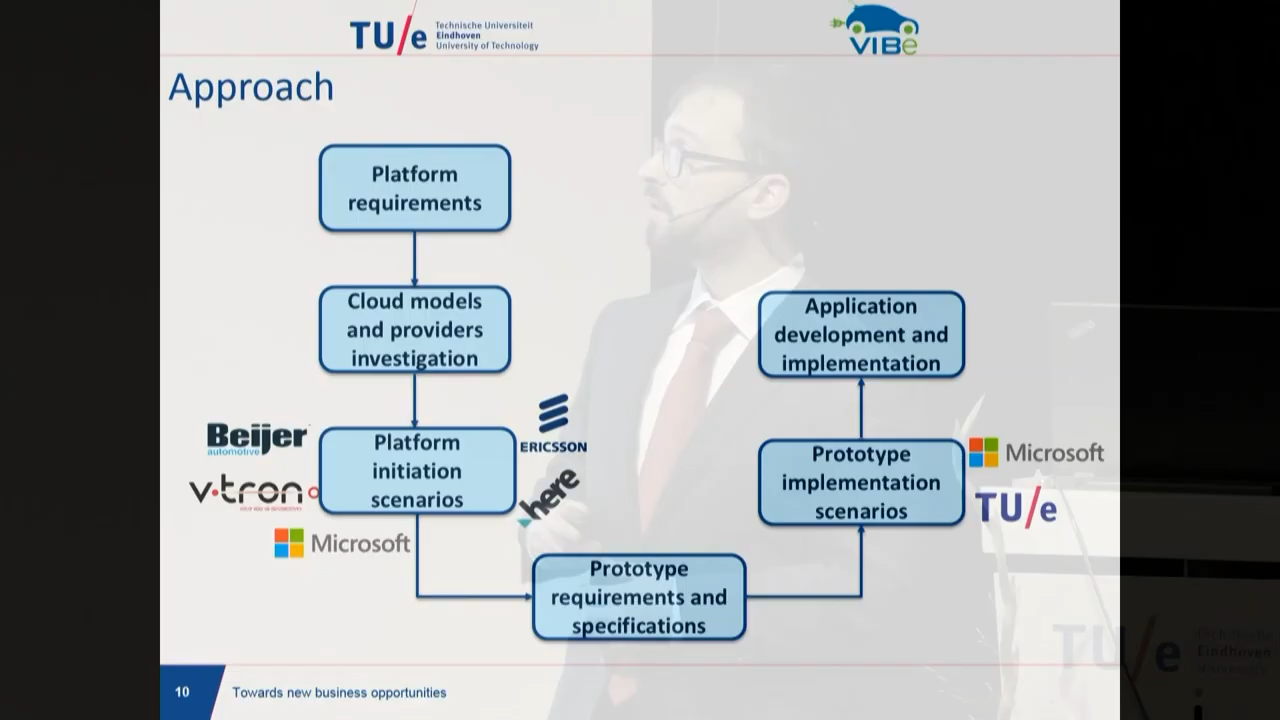 TU/e
Technische Universiteit
Eindhoven
University of Technology
VIBe
Approach
Platform
requirements
Cloud models
and providers
investigation
Application
development and
implementation
Beijer
automotive
ERICSSON
Platform
initiation
scenarios
v-tron
here
Microsoft
Prototype
implementation
scenarios
Microsoft
TU/e
Prototype
requirements and
specifications
TU/e
Technische
Eindhoven
10
Towards new business opportunities